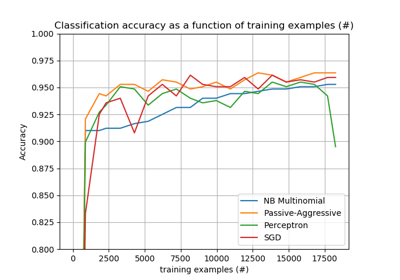 Classification accuracy as a function of training examples (#)
1.000
0.975
0.950
0.925
0.900
0.875
0.850
0.825
0.800
Accuracy
NB Multinomial
Passive-Aggressive
Perceptron
SGD
0 2500 5000 7500 10000 12500 15000 17500
training examples (#)